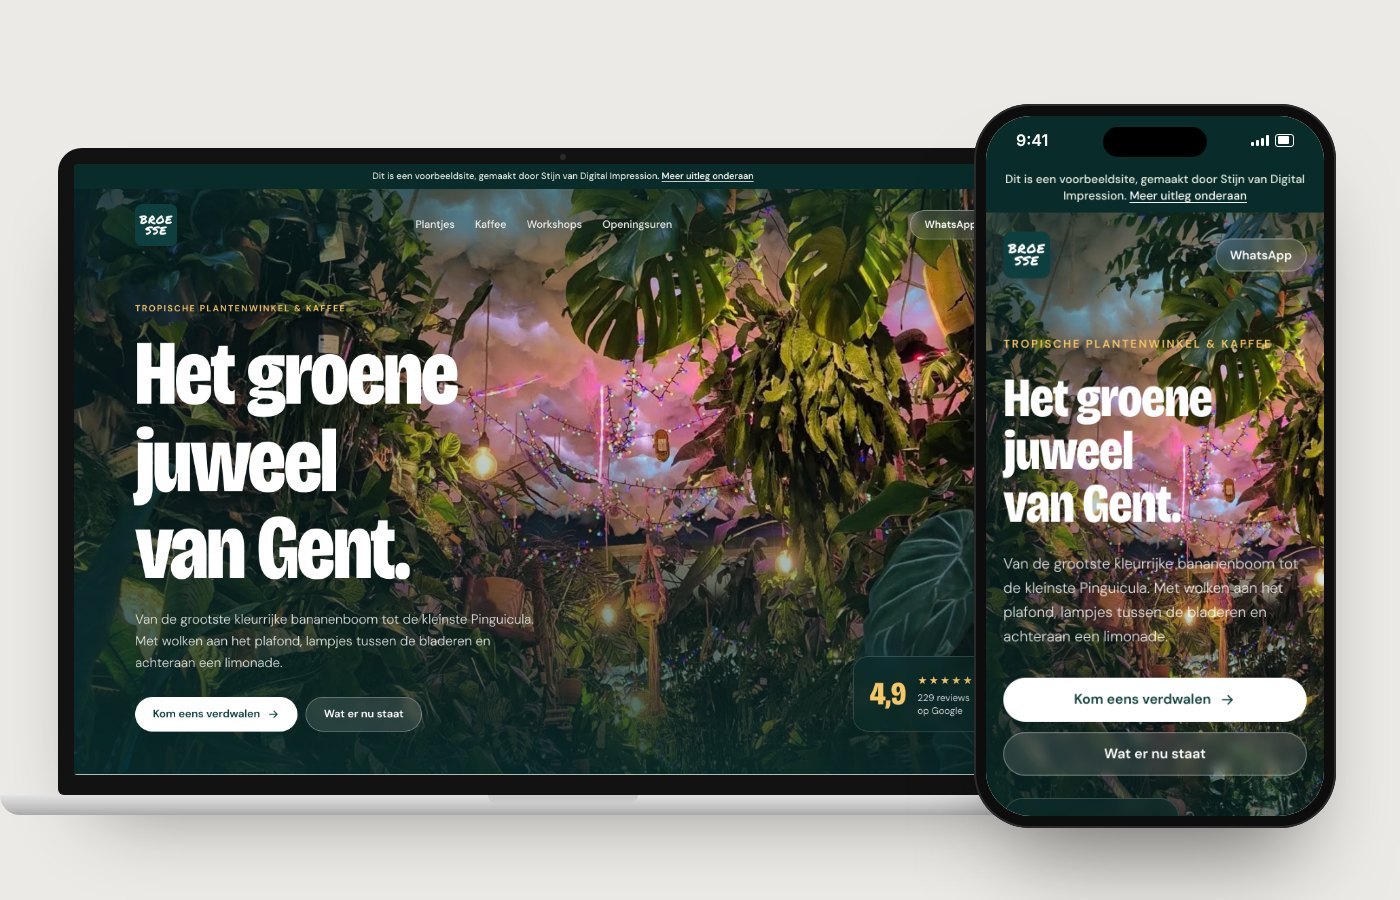 Dit is een voorbeeldsite, gemaakt door Stijn van Digital Impression. Meer uitleg onderaan
BROE
SSE
Plantjes Kaffee Workshops Openingsuren
WhatsApp
TROPISCHE PLANTENWINKEL & KAFFEE
Het groene
juweel
van Gent.
Van de grootste kleurrijke bananenboom tot de kleinste Pinguicula.
Met wolken aan het plafond, lampjes tussen de bladeren en
achteraan een limonade.
Kom eens verdwalen →
Wat er nu staat
4,9
★★★★★
229 reviews
op Google
9:41
Dit is een voorbeeldsite, gemaakt door Stijn van Digital
Impression. Meer uitleg onderaan
BROE
SSE
WhatsApp
TROPISCHE PLANTENWINKEL & KAFFEE
Het groene
juweel
van Gent.
Van de grootste kleurrijke bananenboom tot
de kleinste Pinguicula. Met wolken aan het
plafond, lampjes tussen de bladeren en
achteraan een limonade.
Kom eens verdwalen →
Wat er nu staat